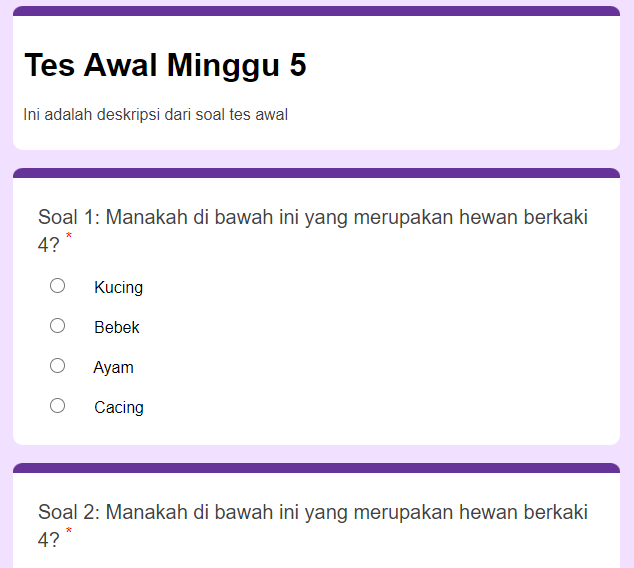 Tes Awal Minggu 5
Ini adalah deskripsi dari soal tes awal
Soal 1: Manakah di bawah ini yang merupakan hewan berkaki
4? *
Kucing
Bebek
Ayam
Cacing
Soal 2: Manakah di bawah ini yang merupakan hewan berkaki
4? *